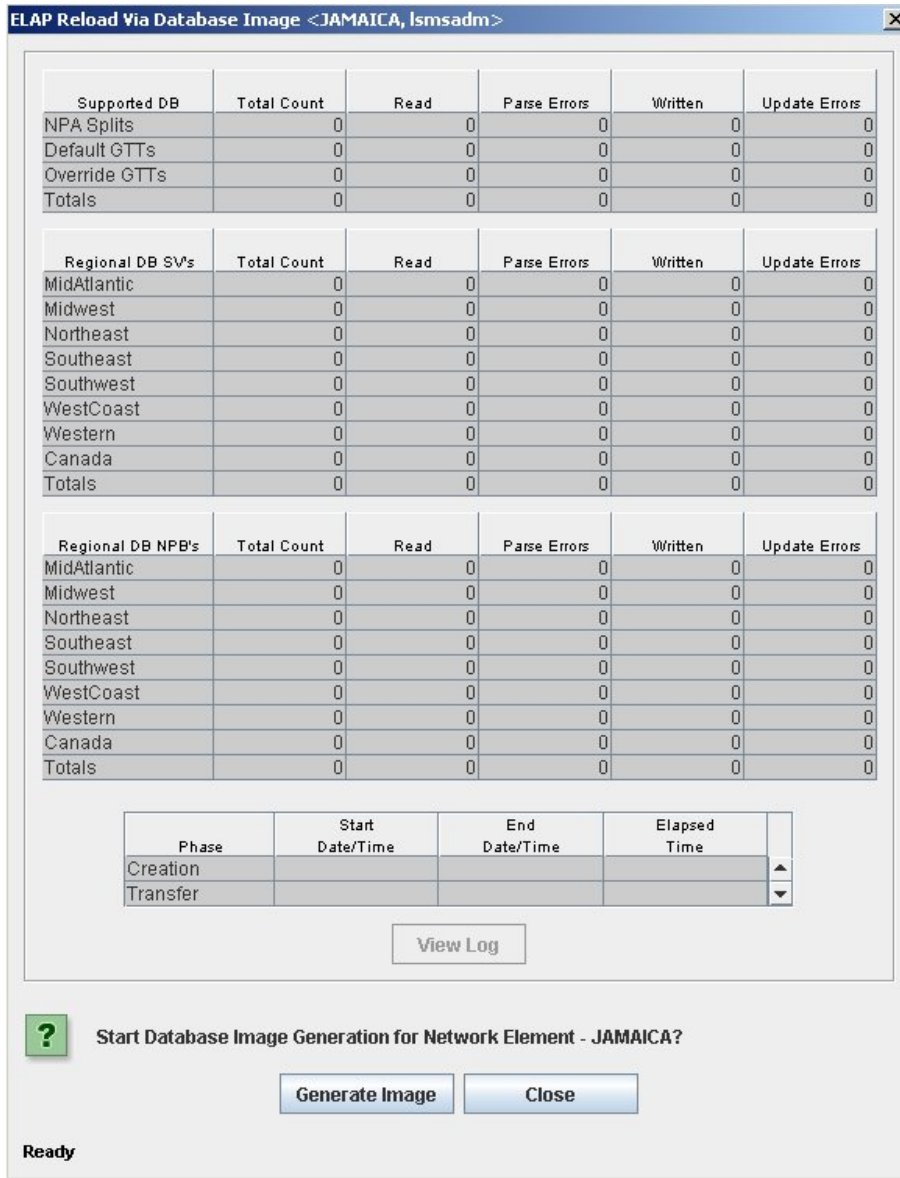 ELAP Reload Via Database Image <JAMAICA, lsmsadm>
Supported DB Total Count Read Parse Errors Written Update Errors
NPA Splits 0 0 0 0 0
Default GTTs 0 0 0 0 0
Override GTTs 0 0 0 0 0
Totals 0 0 0 0 0
Regional DB SV's Total Count Read Parse Errors Written Update Errors
MidAtlantic 0 0 0 0 0
Midwest 0 0 0 0 0
Northeast 0 0 0 0 0
Southeast 0 0 0 0 0
Southwest 0 0 0 0 0
WestCoast 0 0 0 0 0
Western 0 0 0 0 0
Canada 0 0 0 0 0
Totals 0 0 0 0 0
Regional DB NPB's Total Count Read Parse Errors Written Update Errors
MidAtlantic 0 0 0 0 0
Midwest 0 0 0 0 0
Northeast 0 0 0 0 0
Southeast 0 0 0 0 0
Southwest 0 0 0 0 0
WestCoast 0 0 0 0 0
Western 0 0 0 0 0
Canada 0 0 0 0 0
Totals 0 0 0 0 0
Start End Elapsed
Phase Date/Time Date/Time Time
Creation
Transfer
View Log
? Start Database Image Generation for Network Element - JAMAICA?
Generate Image Close
Ready